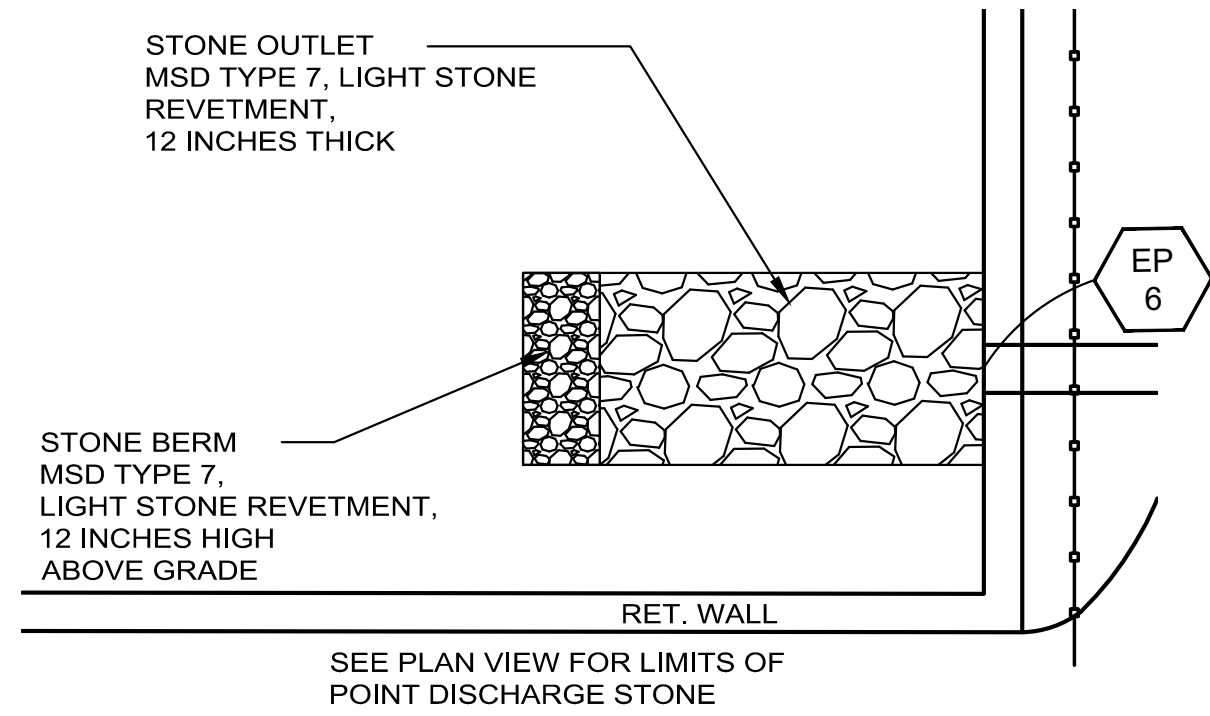 STONE OUTLET
MSD TYPE 7, LIGHT STONE
REVETMENT,
12 INCHES THICK
EP
6
STONE BERM
MSD TYPE 7,
LIGHT STONE REVETMENT,
12 INCHES HIGH
ABOVE GRADE
RET. WALL
SEE PLAN VIEW FOR LIMITS OF
POINT DISCHARGE STONE